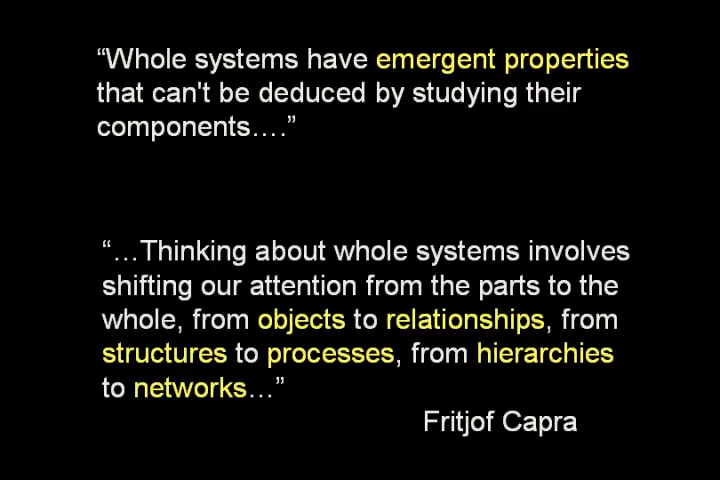 “Whole systems have emergent properties
that can't be deduced by studying their
components….”
“…Thinking about whole systems involves
shifting our attention from the parts to the
whole, from objects to relationships, from
structures to processes, from hierarchies
to networks…”
Fritjof Capra